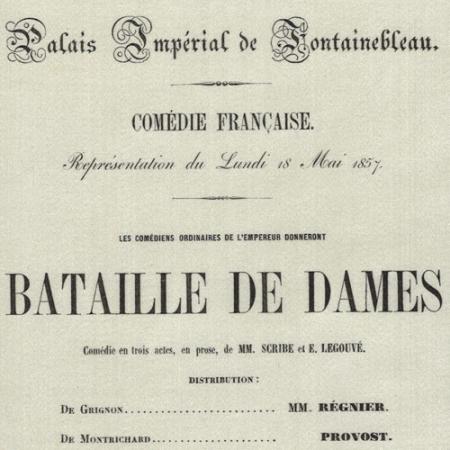 Palais Impérial de Fontainebleau.
COMÉDIE FRANÇAISE.
Représentation du Lundi 18 Mai 1857.
LES COMÉDIENS ORDINAIRES DE L'EMPEREUR DONNERONT
BATAILLE DE DAMES
Comédie en trois actes, en prose, de MM. SCRIBE et E. LEGOUVÉ.
DISTRIBUTION :
DE GRIGNON........................... MM. RÉGNIER.
DE MONTRICHARD...................... PROVOST.